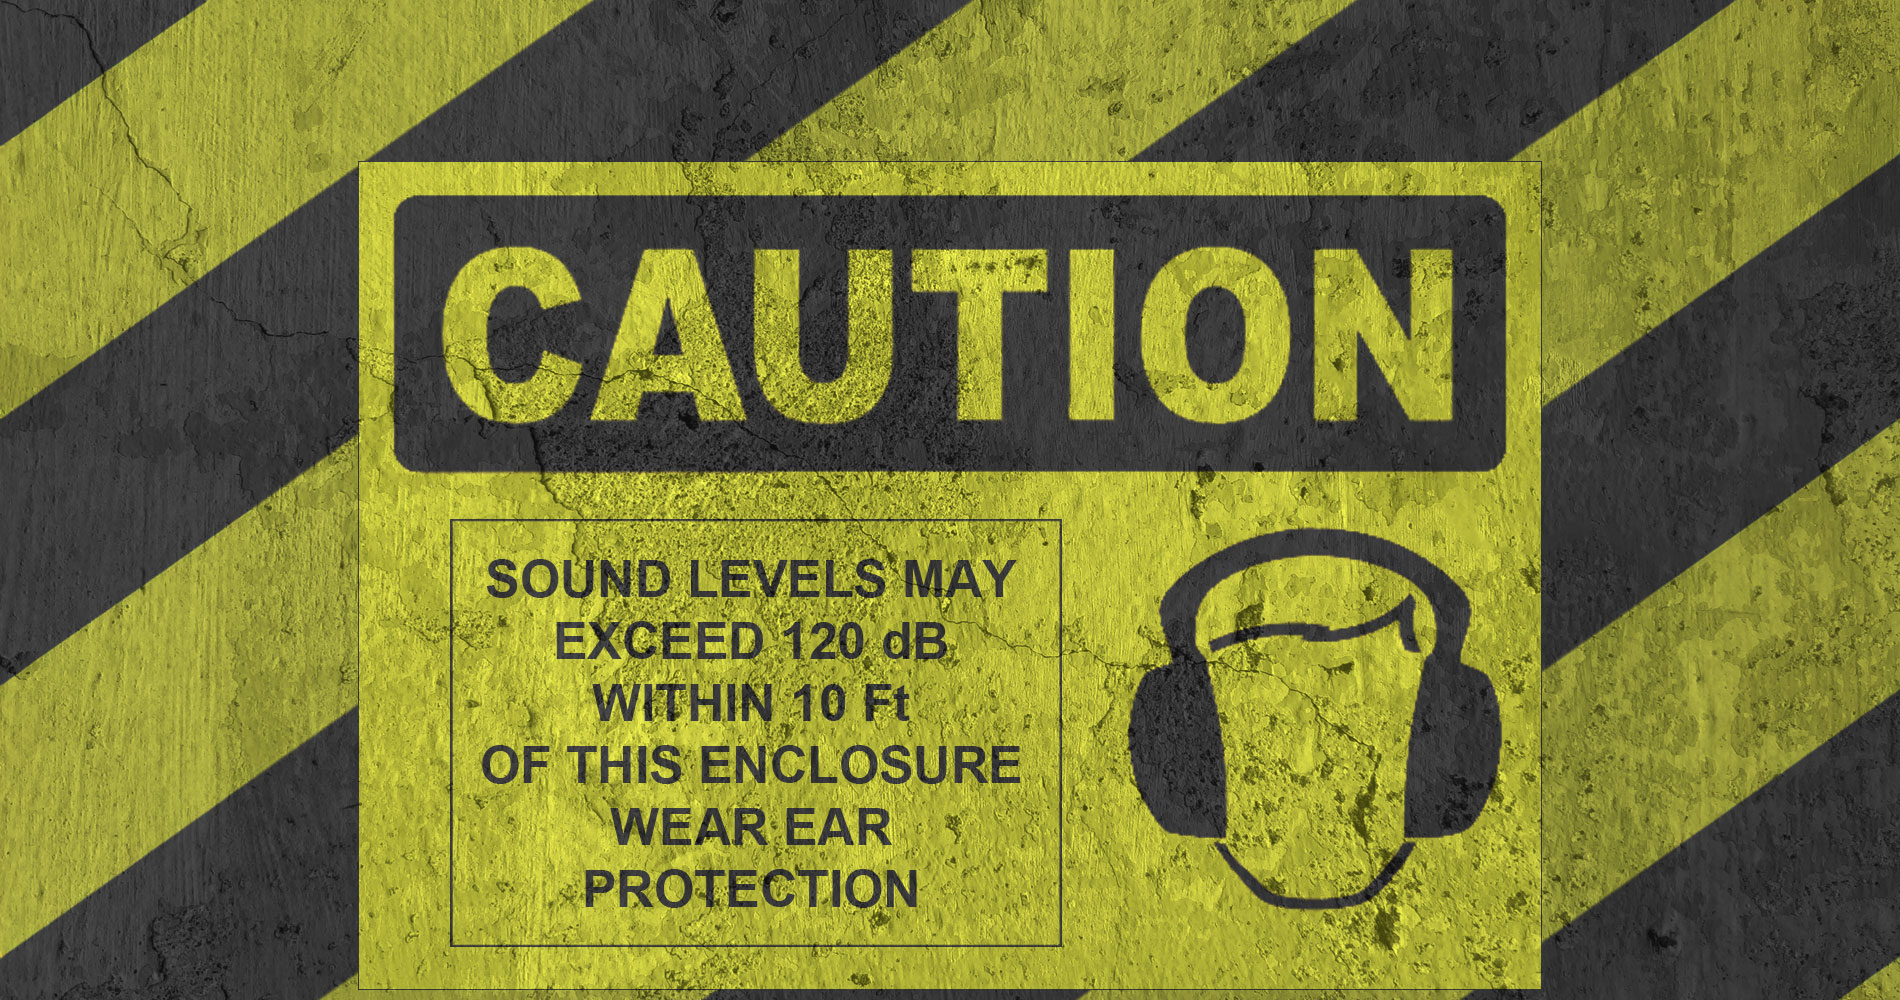 CAUTION
SOUND LEVELS MAY
EXCEED 120 dB
WITHIN 10 Ft
OF THIS ENCLOSURE
WEAR EAR
PROTECTION